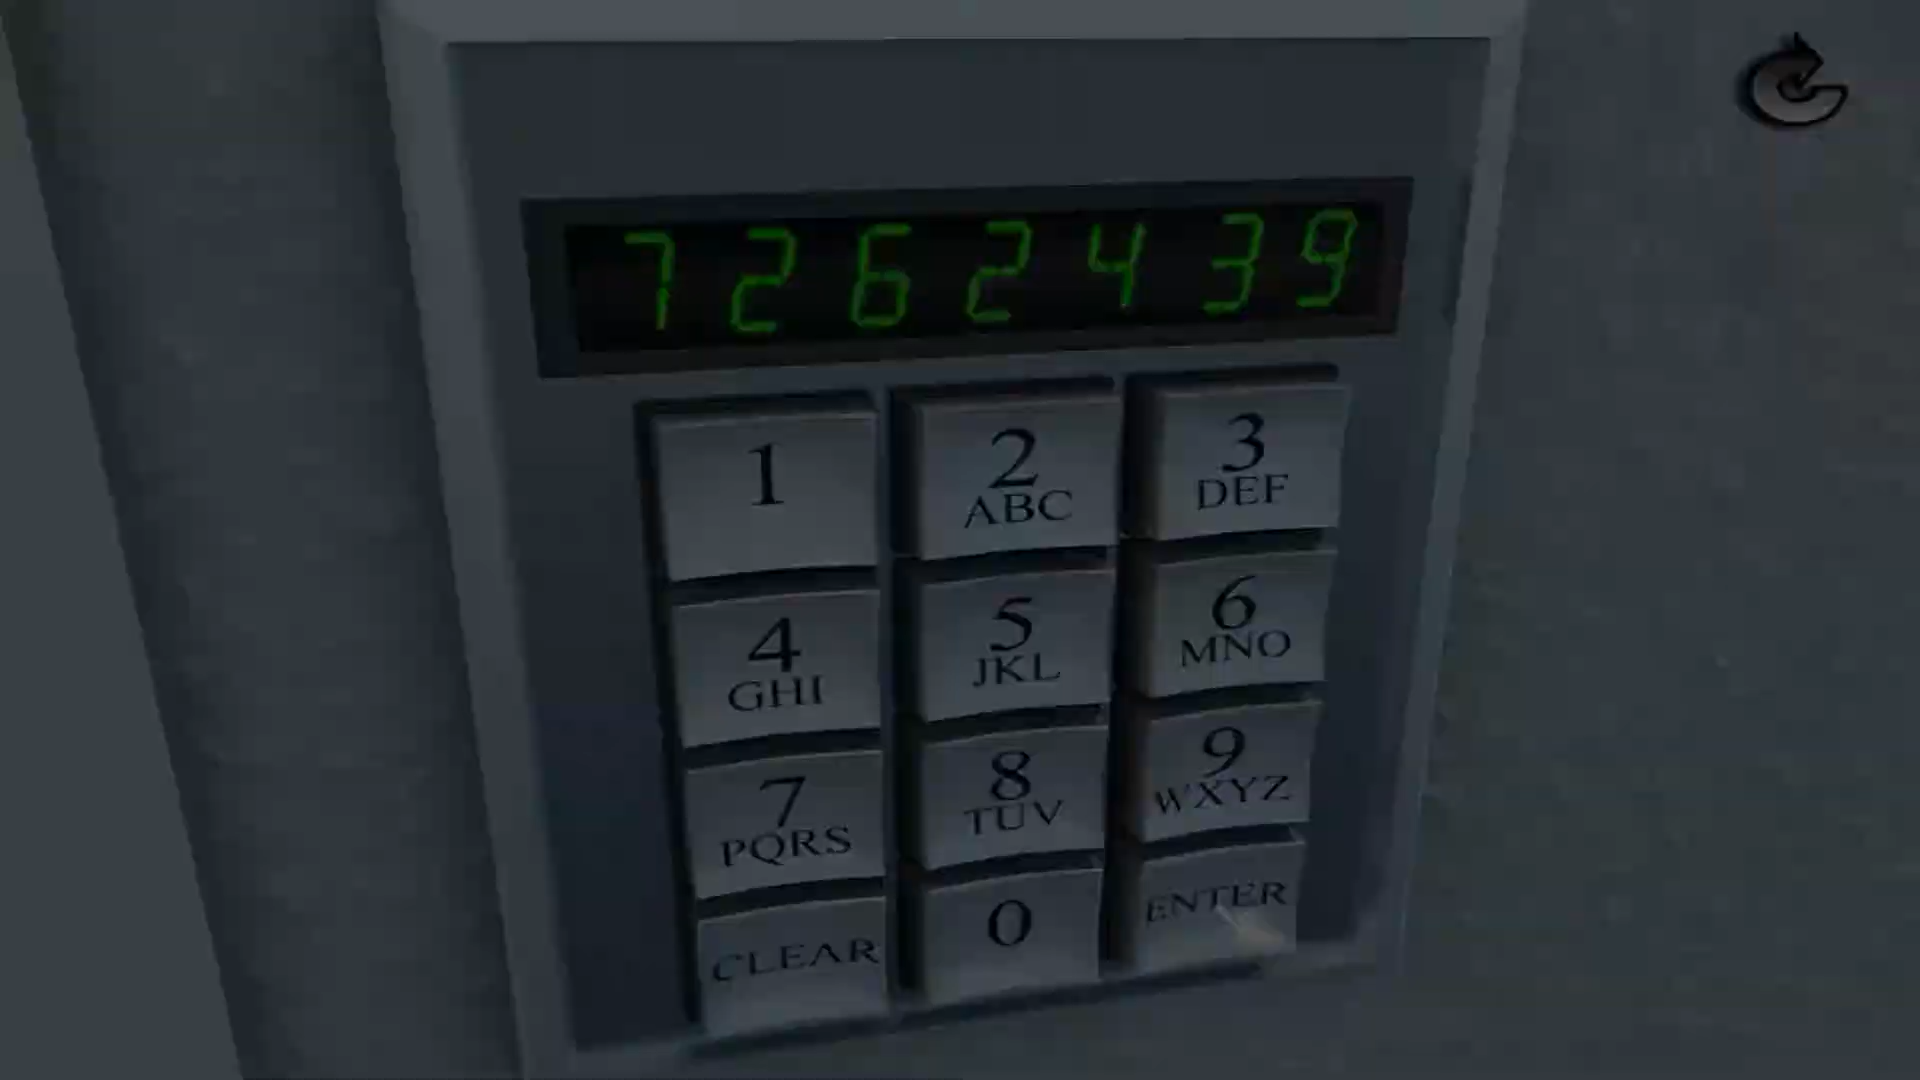 7262439
1 2 3
ABC DEF
4 5 6
GHI JKL MNO
7 8 9
PQRS TUV WXYZ
CLEAR 0 ENTER